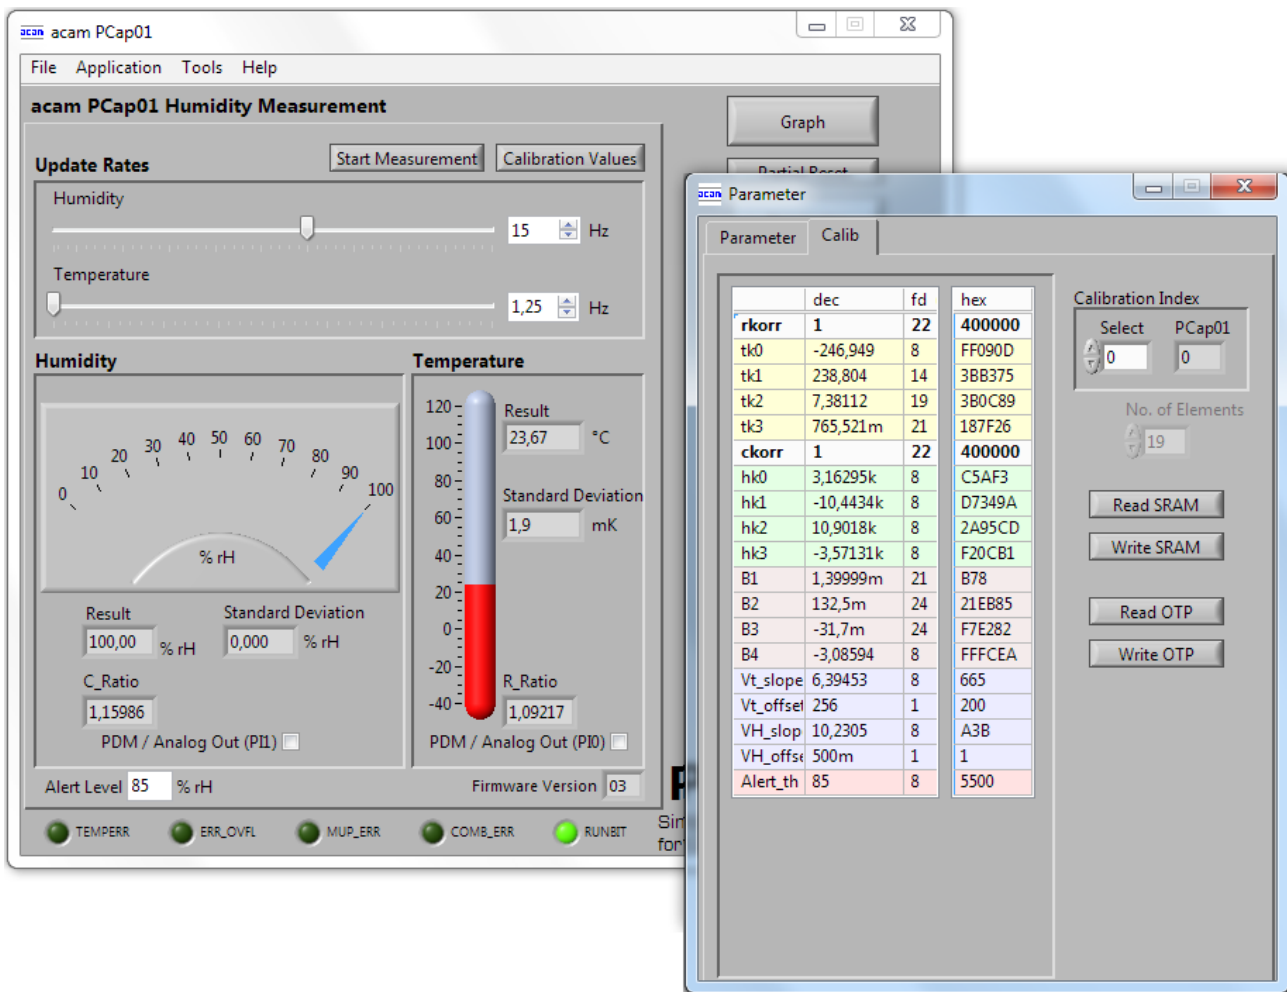 acam acam PCap01
File Application Tools Help
acam PCap01 Humidity Measurement
Graph
Partial Reset
Update Rates
Start Measurement Calibration Values
Humidity
15 Hz
Temperature
1,25 Hz
Humidity
0 10 20 30 40 50 60 70 80 90 100
% rH
Result Standard Deviation
100,00 % rH 0,000 % rH
C_Ratio
1,15986
PDM / Analog Out (PI1)
Temperature
120
100
80
60
40
20
0
-20
-40
Result
23,67 °C
Standard Deviation
1,9 mK
R_Ratio
1,09217
PDM / Analog Out (PI0)
Alert Level 85 % rH
Firmware Version 03
TEMPERR ERR_OVFL MUP_ERR COMB_ERR RUNBIT
acam Parameter
Parameter Calib
dec fd hex
rkorr 1 22 400000
tk0 -246,949 8 FF090D
tk1 238,804 14 3BB375
tk2 7,38112 19 3B0C89
tk3 765,521m 21 187F26
ckorr 1 22 400000
hk0 3,16295k 8 C5AF3
hk1 -10,4434k 8 D7349A
hk2 10,9018k 8 2A95CD
hk3 -3,57131k 8 F20CB1
B1 1,39999m 21 B78
B2 132,5m 24 21EB85
B3 -31,7m 24 F7E282
B4 -3,08594 8 FFFCEA
Vt_slope 6,39453 8 665
Vt_offset 256 1 200
VH_slop 10,2305 8 A3B
VH_offse 500m 1 1
Alert_th 85 8 5500
Calibration Index
Select PCap01
0 0
No. of Elements
19
Read SRAM
Write SRAM
Read OTP
Write OTP